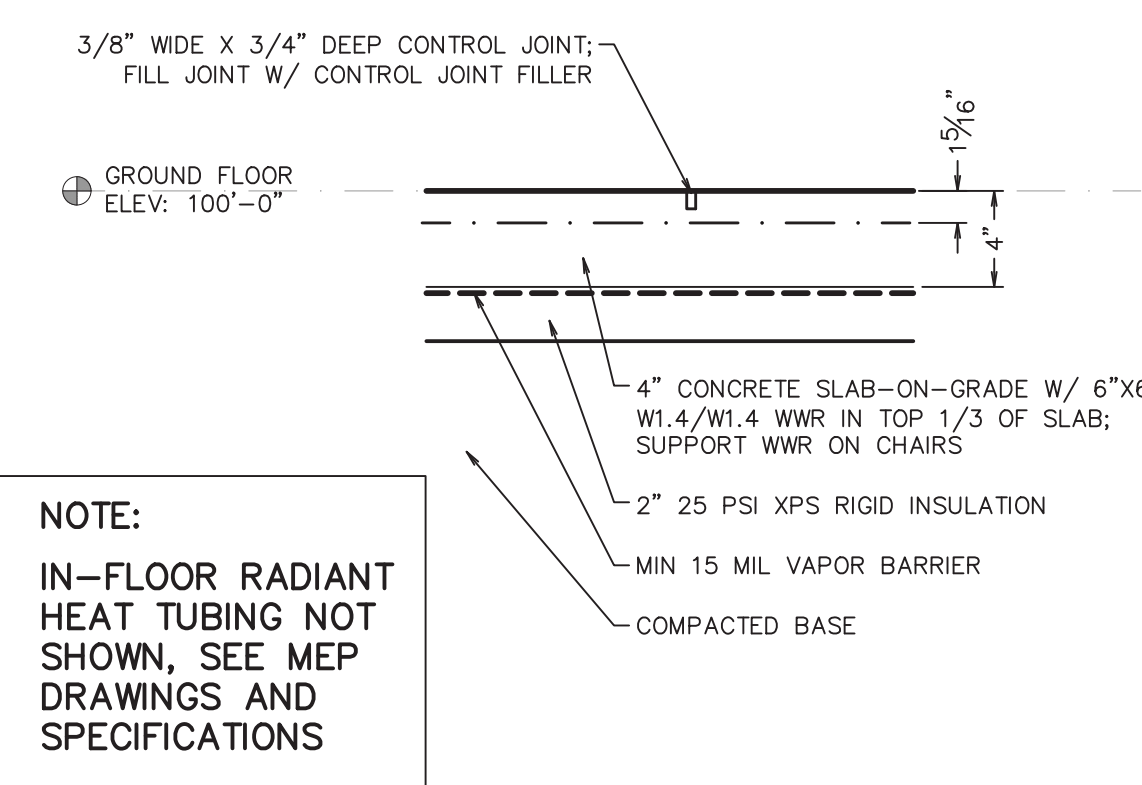 3/8" WIDE X 3/4" DEEP CONTROL JOINT;
FILL JOINT W/ CONTROL JOINT FILLER
1 5/16"
GROUND FLOOR
ELEV: 100'-0"
4"
4" CONCRETE SLAB-ON-GRADE W/ 6"X6
W1.4/W1.4 WWR IN TOP 1/3 OF SLAB;
SUPPORT WWR ON CHAIRS
2" 25 PSI XPS RIGID INSULATION
MIN 15 MIL VAPOR BARRIER
COMPACTED BASE
NOTE:
IN-FLOOR RADIANT
HEAT TUBING NOT
SHOWN, SEE MEP
DRAWINGS AND
SPECIFICATIONS